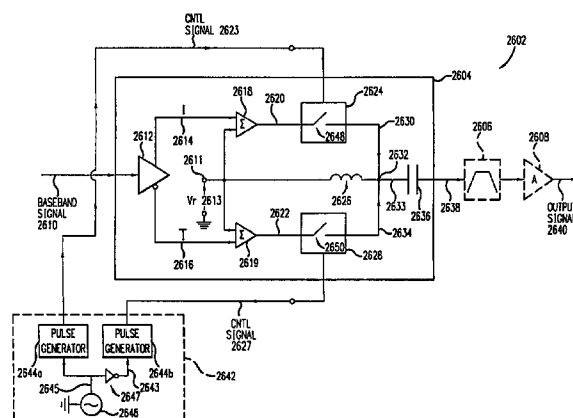 CNTL
SIGNAL 2623
2602
2604
2618
2624
2612
I
2614
Σ
2620
2648
2630
2606
2608
2611
2632
A
BASEBAND
SIGNAL
2610
Vr
2613
2626
2633
2636
2638
OUTPUT
SIGNAL
2640
2622
2634
I
2616
Σ
2619
2650
2628
CNTL
SIGNAL
2627
PULSE
GENERATOR
PULSE
GENERATOR
2644a
2645
2643
2644b
2642
2647
2646